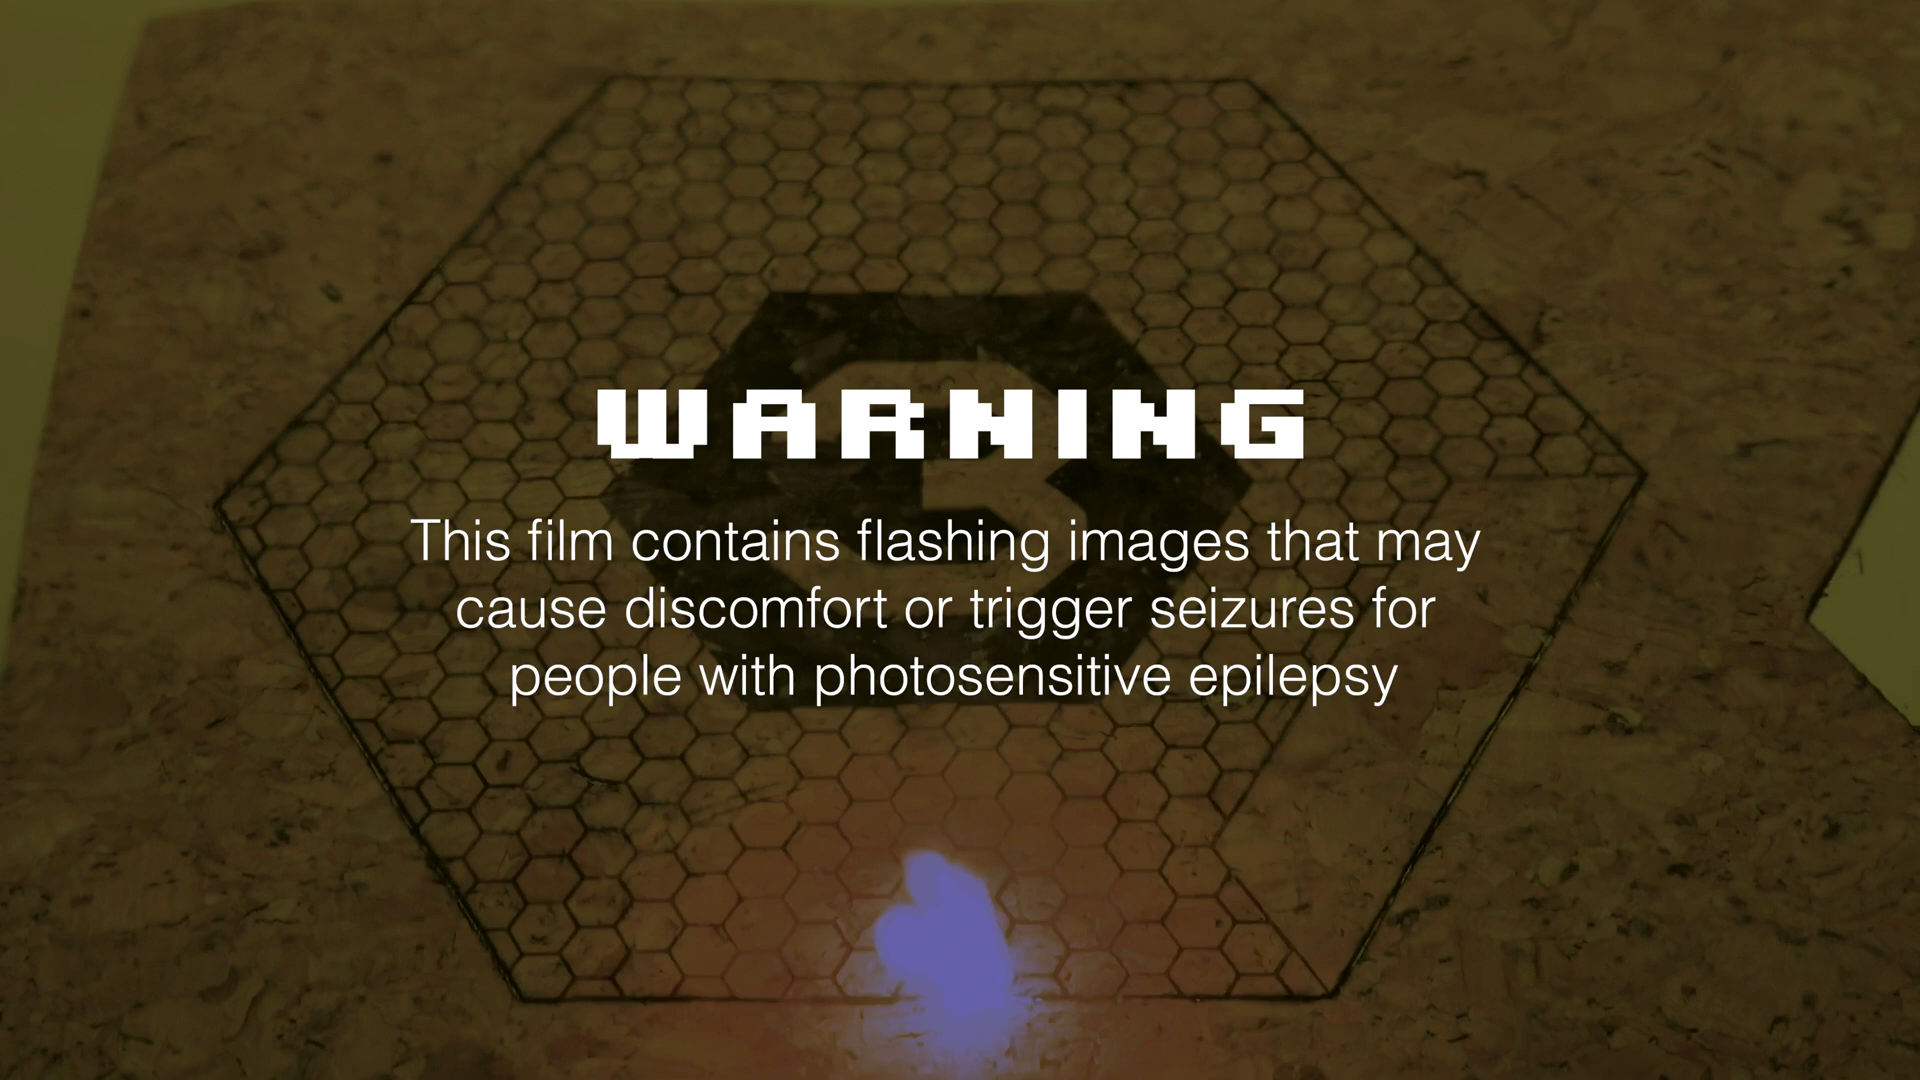 WARNING
This film contains flashing images that may
cause discomfort or trigger seizures for
people with photosensitive epilepsy